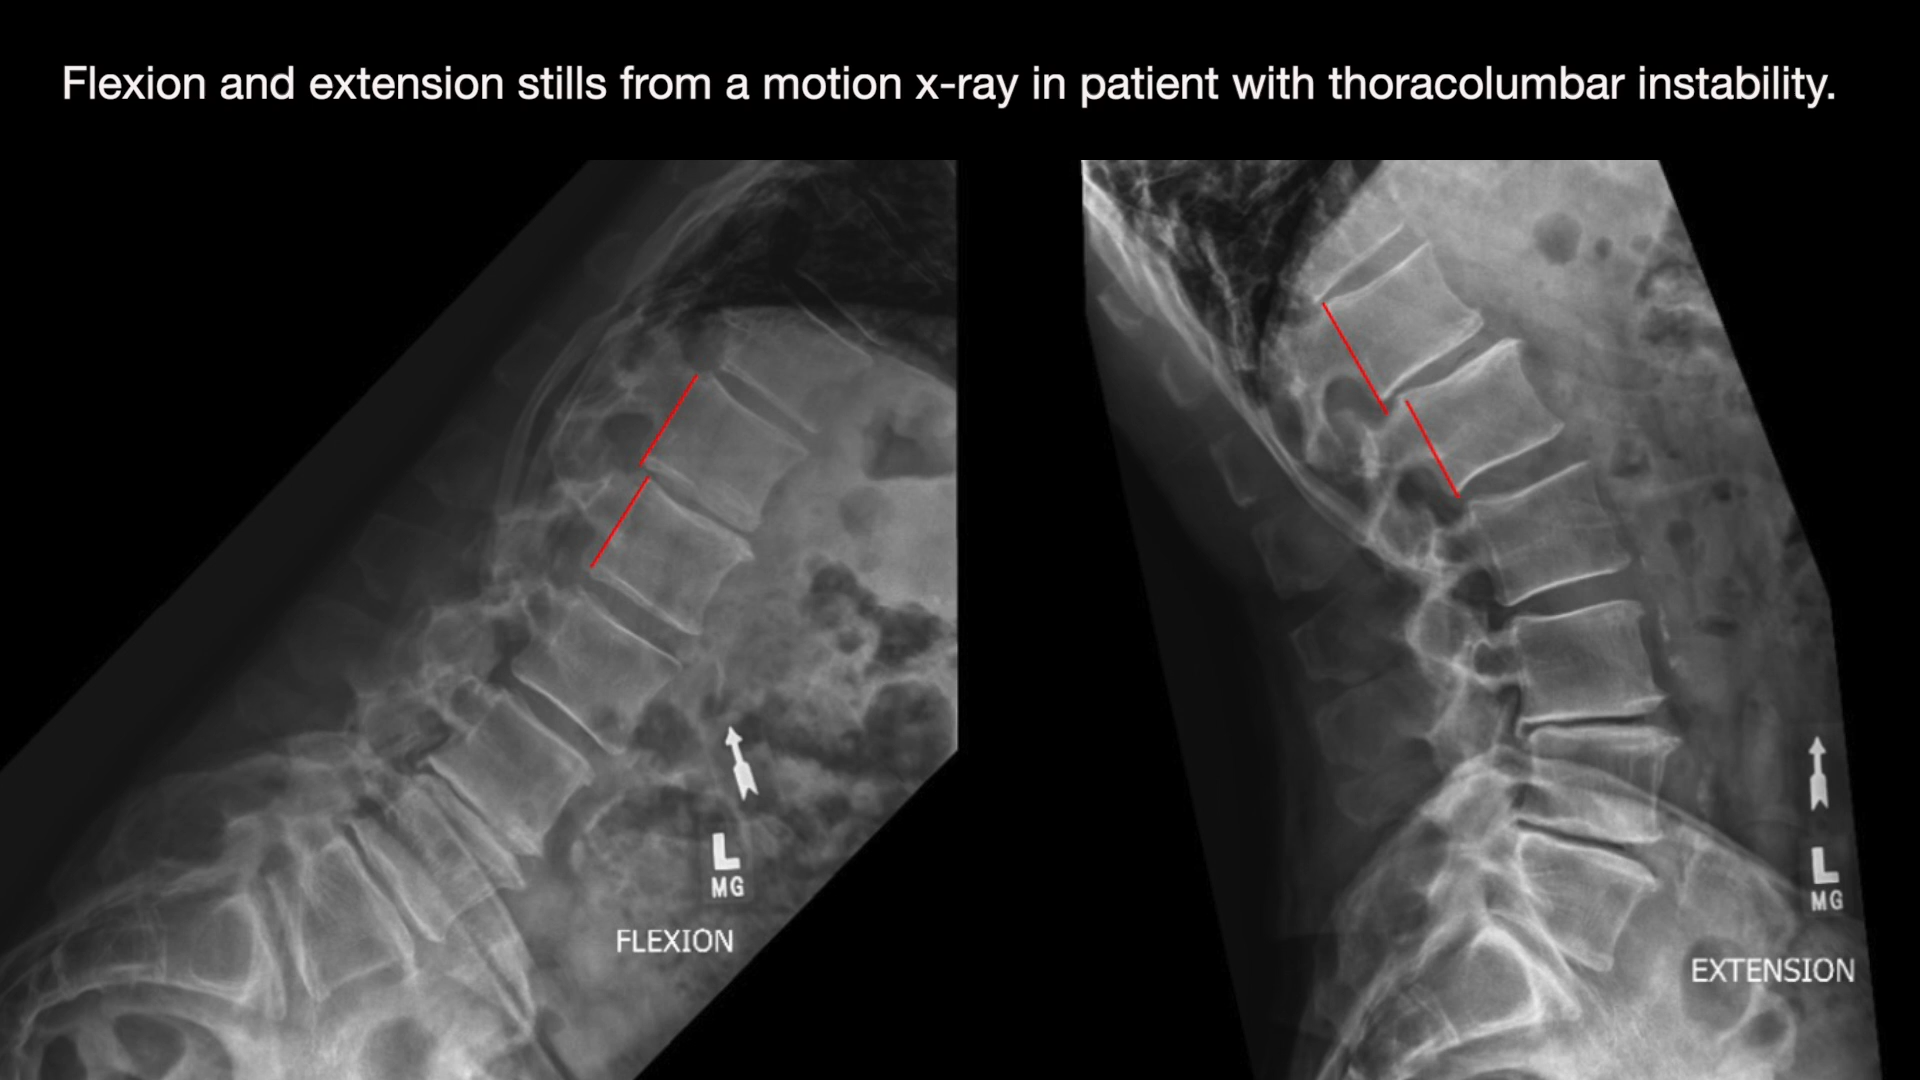 Flexion and extension stills from a motion x-ray in patient with thoracolumbar instability.
L
MG
FLEXION
L
MG
EXTENSION